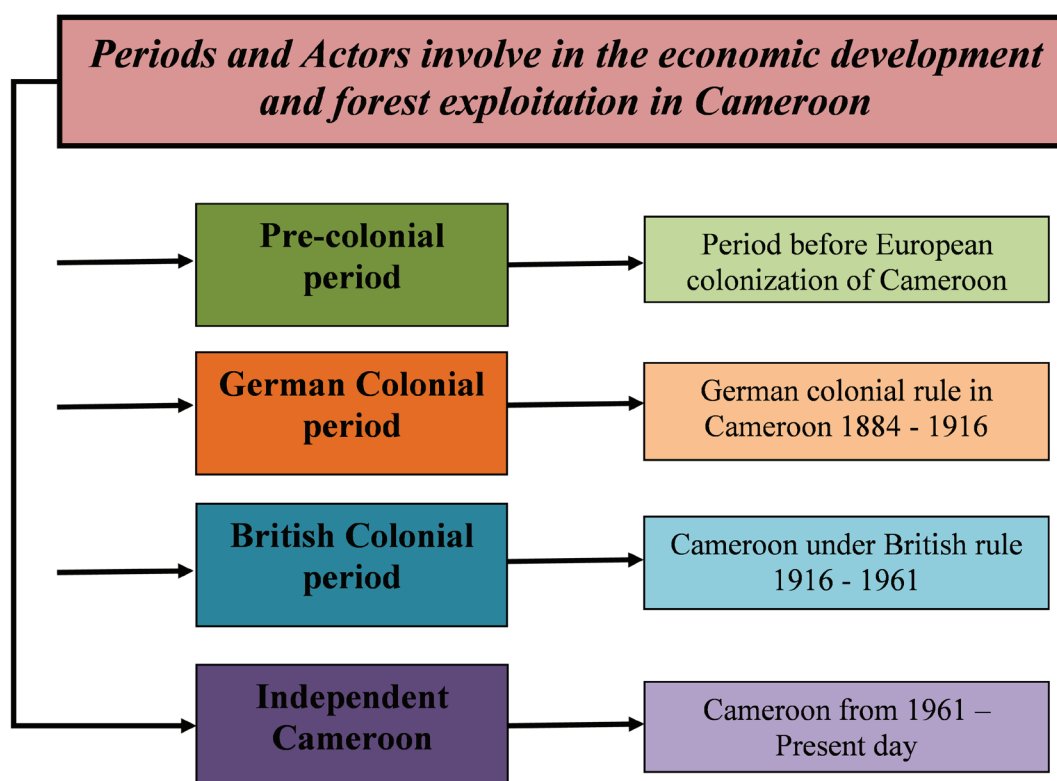 Periods and Actors involve in the economic development
and forest exploitation in Cameroon
Pre-colonial
period
Period before European
colonization of Cameroon
German Colonial
period
German colonial rule in
Cameroon 1884 - 1916
British Colonial
period
Cameroon under British rule
1916 - 1961
Independent
Cameroon
Cameroon from 1961 –
Present day